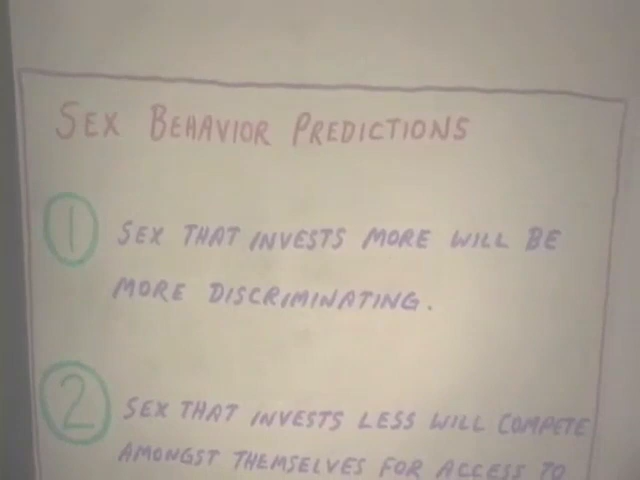 SEX BEHAVIOR PREDICTIONS
1 SEX THAT INVESTS MORE WILL BE
MORE DISCRIMINATING.
2 SEX THAT INVESTS LESS WILL COMPETE
AMONGST THEMSELVES FOR ACCESS TO